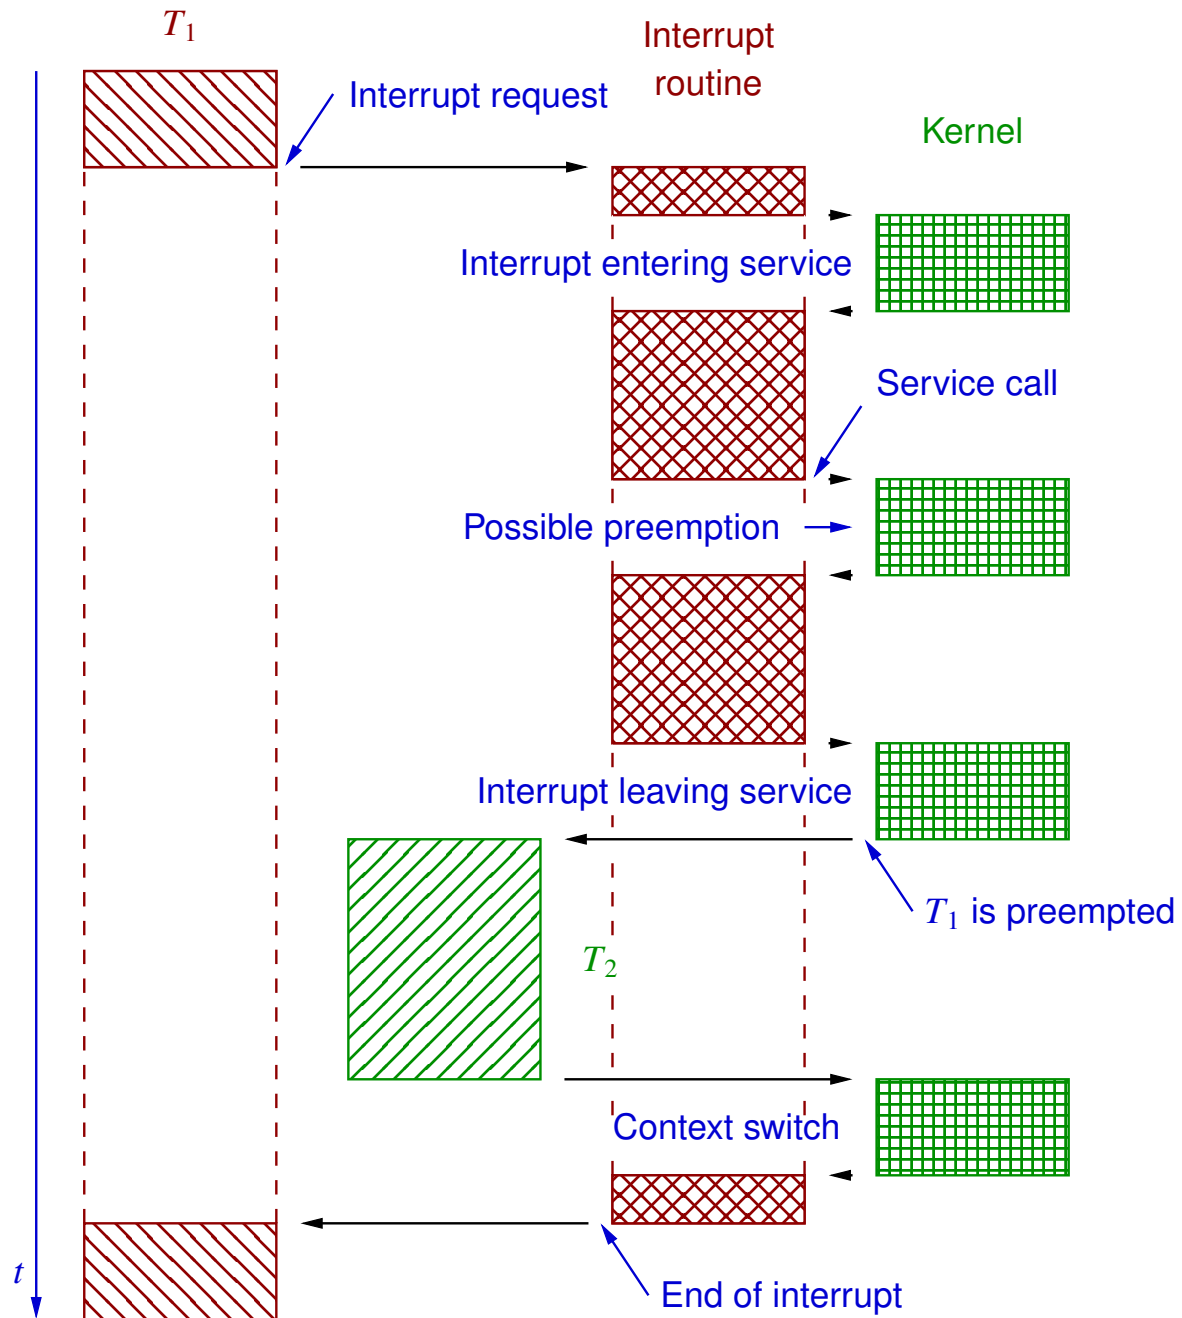 T₁
Interrupt
routine
Interrupt request
Kernel
Interrupt entering service
Service call
Possible preemption
Interrupt leaving service
T₁ is preempted
T₂
Context switch
t
End of interrupt